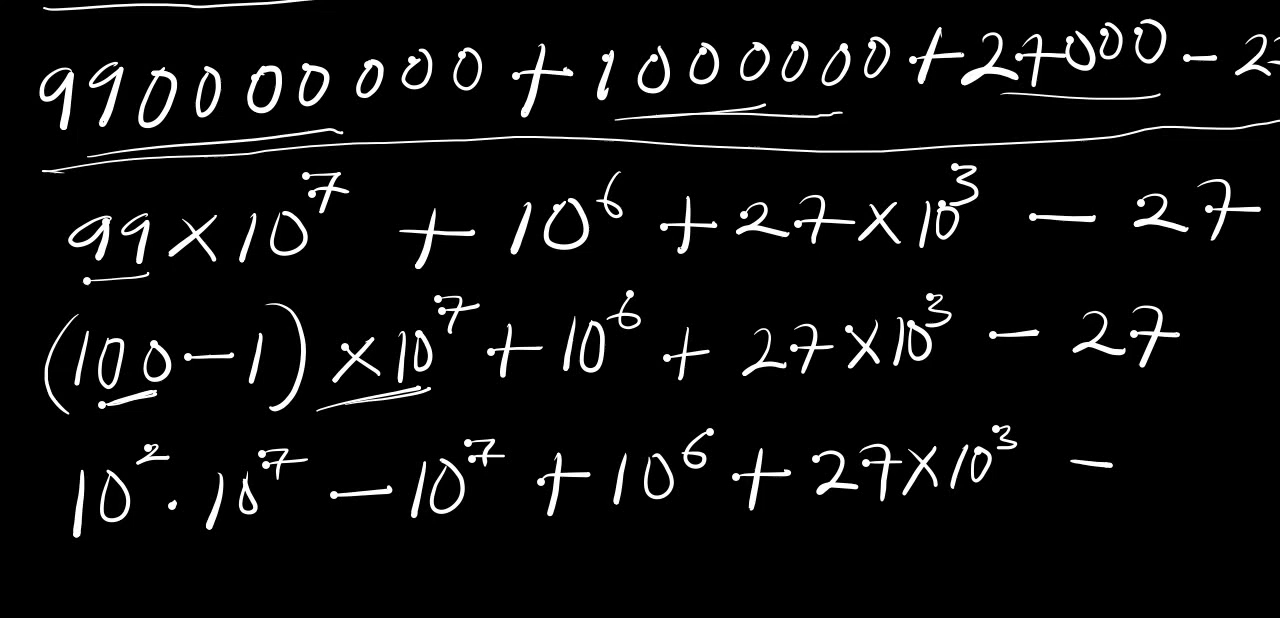 990000000 + 1000000 + 27000 - 2
99 × 10⁷ + 10⁶ + 27 × 10³ - 27
(100 - 1) × 10⁷ + 10⁶ + 27 × 10³ - 27
10² · 10⁷ - 10⁷ + 10⁶ + 27 × 10³ -